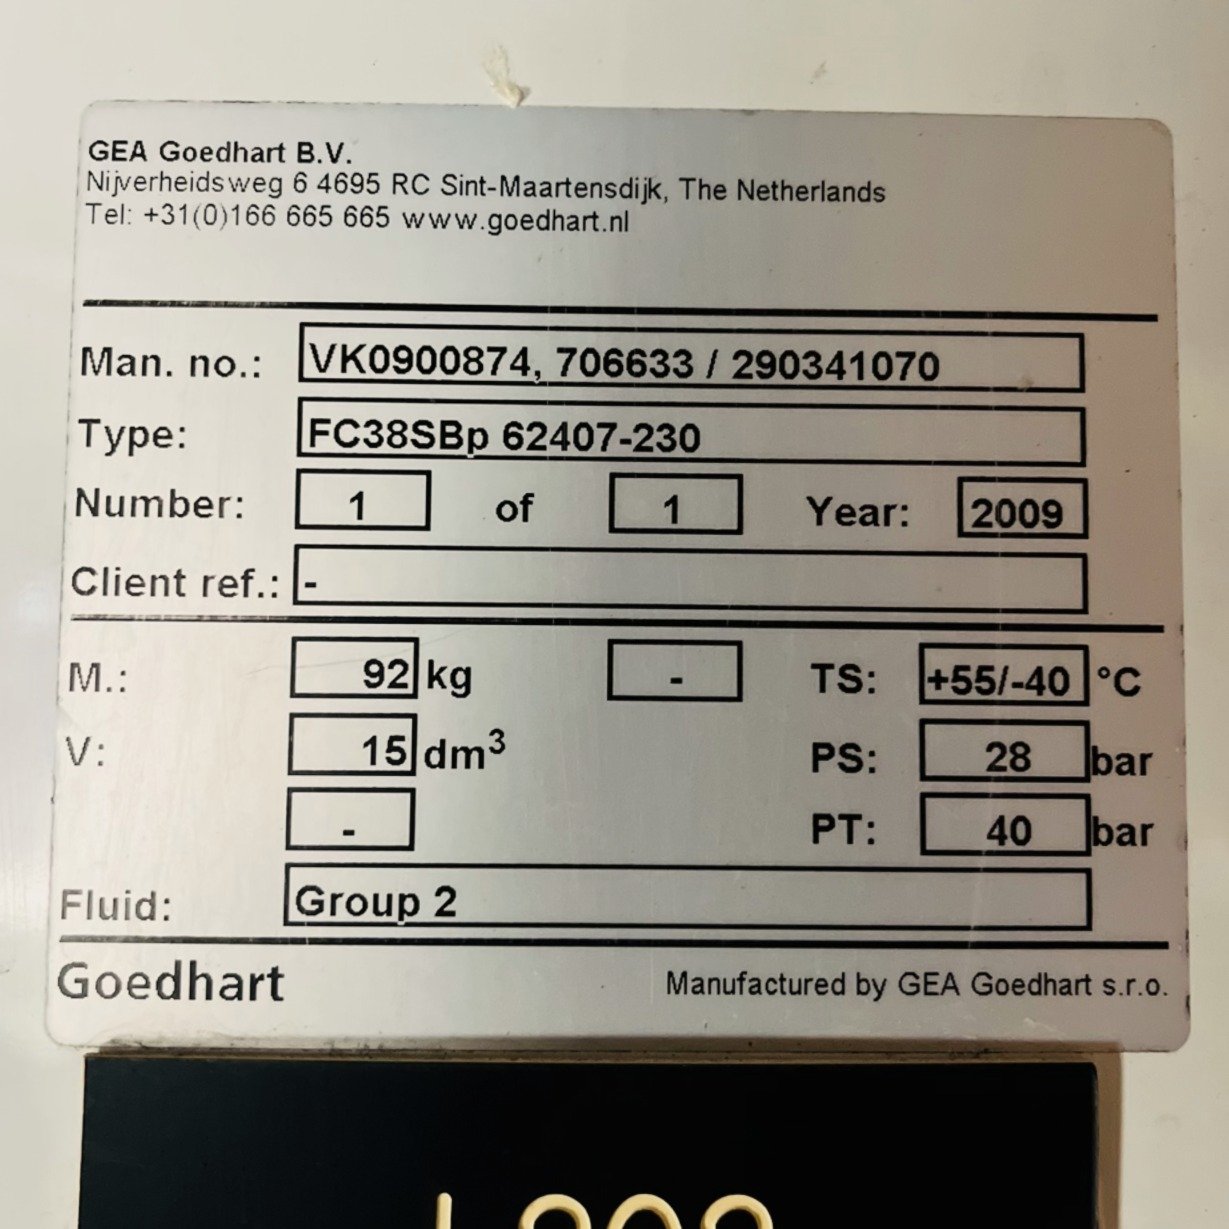 GEA Goedhart B.V.
Nijverheidsweg 6 4695 RC Sint-Maartensdijk, The Netherlands
Tel: +31(0)166 665 665 www.goedhart.nl
Man. no.: VK0900874, 706633 / 290341070
Type: FC38SBp 62407-230
Number: 1 of 1 Year: 2009
Client ref.: -
M.: 92 kg - TS: +55/-40 °C
V: 15 dm³ PS: 28 bar
- PT: 40 bar
Fluid: Group 2
Goedhart Manufactured by GEA Goedhart s.r.o.